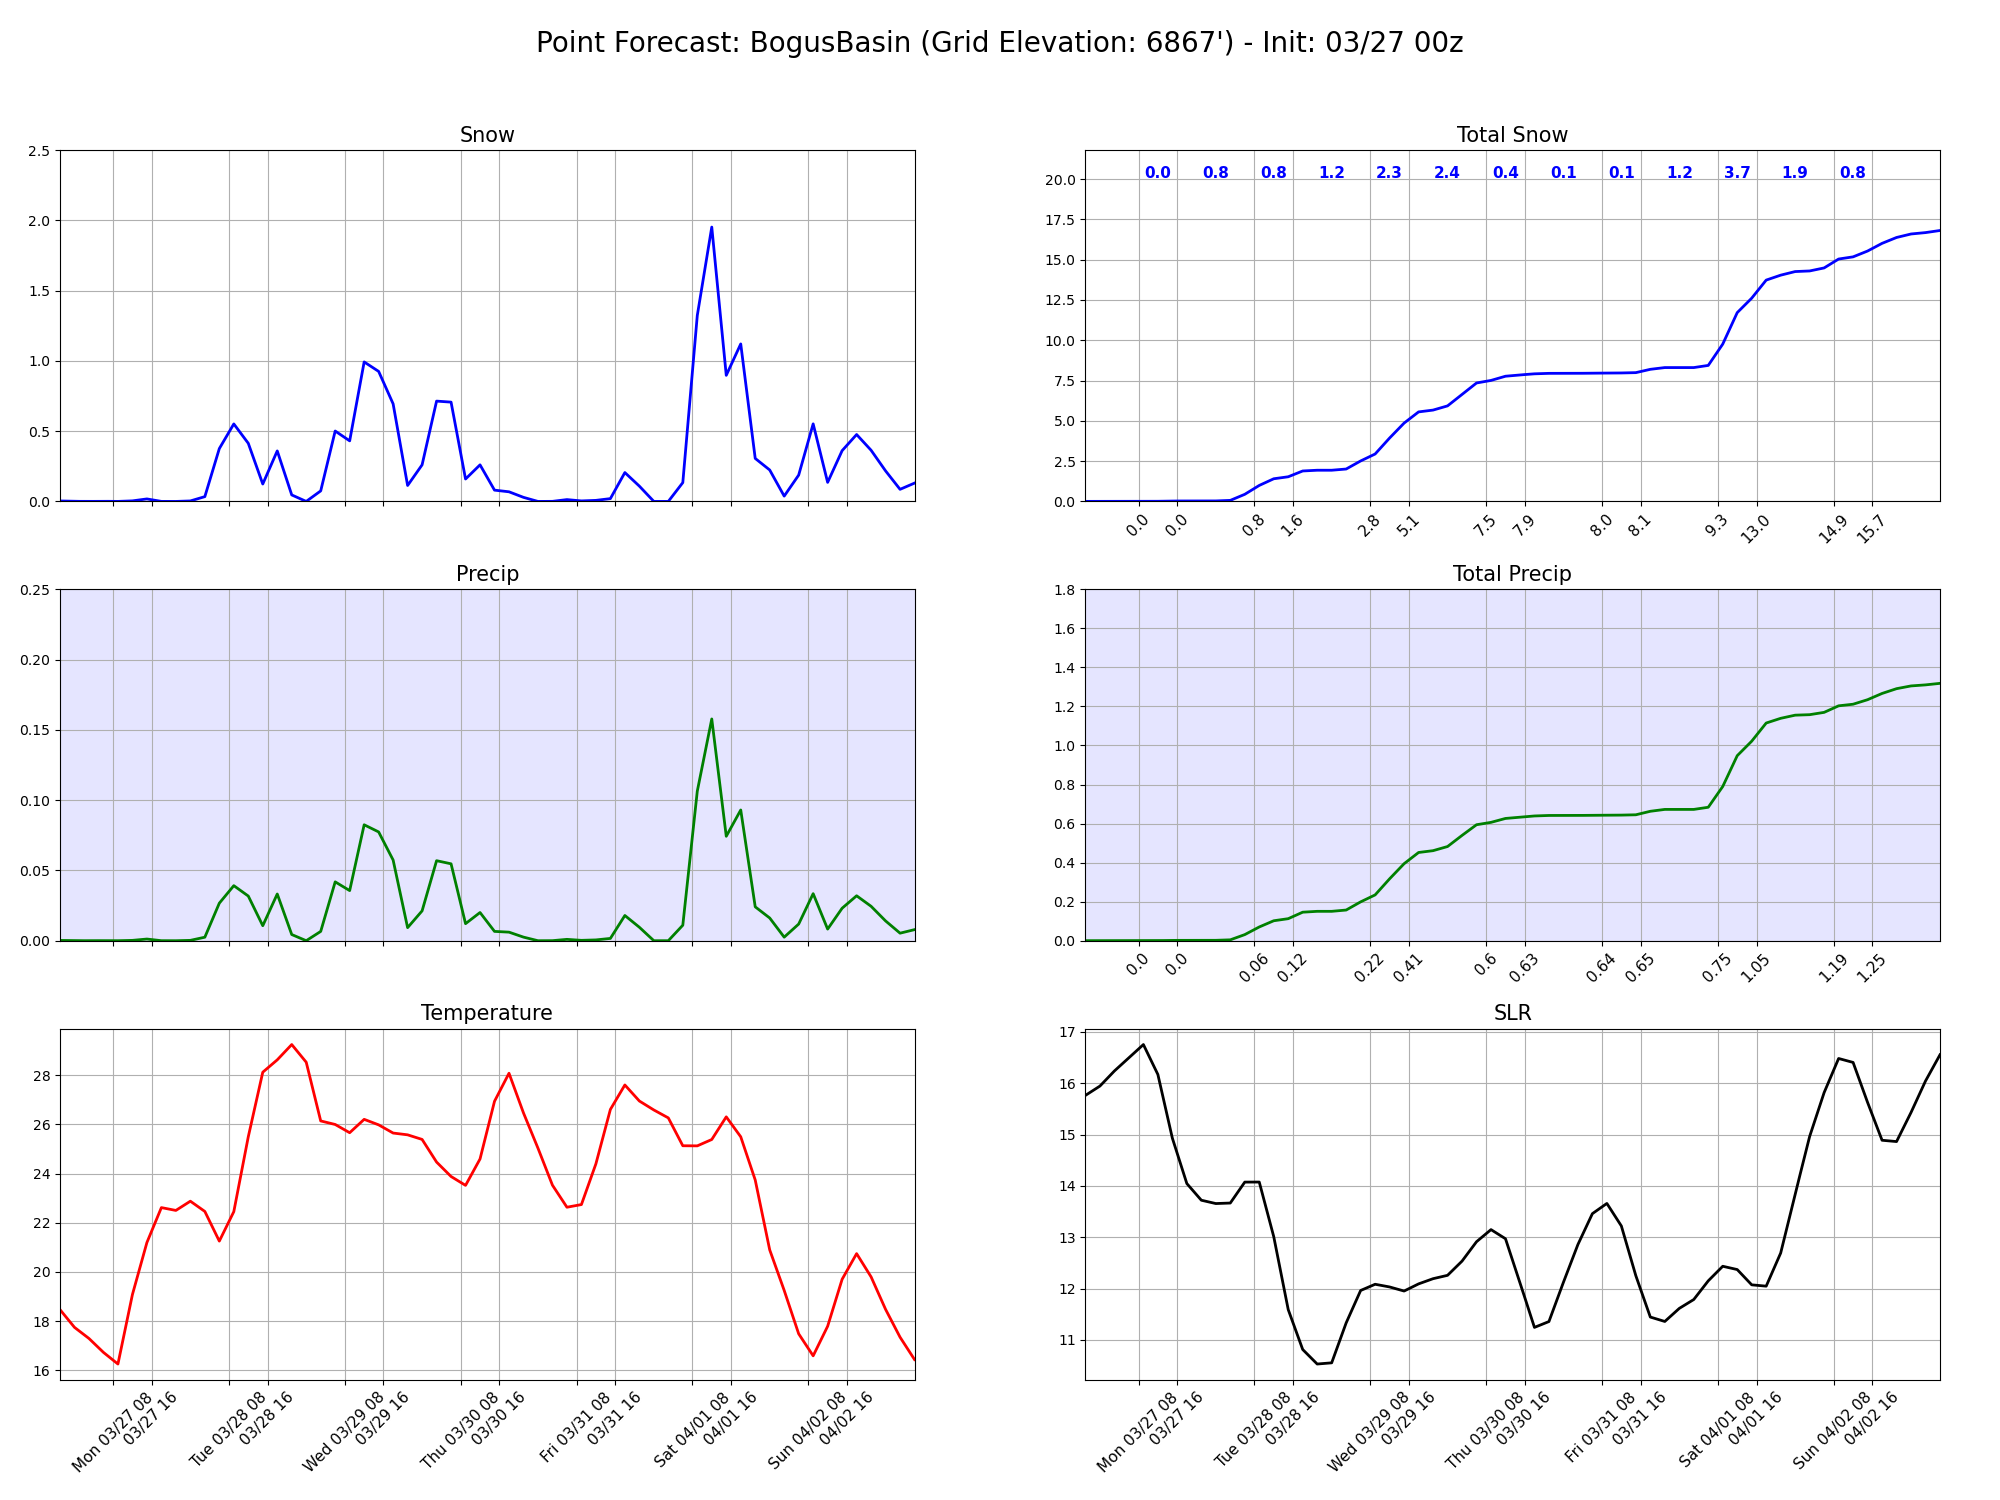 Point Forecast: BogusBasin (Grid Elevation: 6867') - Init: 03/27 00z
Snow
2.5
2.0
1.5
1.0
0.5
0.0
Total Snow
0.0 0.8 0.8 1.2 2.3 2.4 0.4 0.1 0.1 1.2 3.7 1.9 0.8
20.0
17.5
15.0
12.5
10.0
7.5
5.0
2.5
0.0
0.0 0.0 0.8 1.6 2.8 5.1 7.5 7.9 8.0 8.1 9.3 13.0 14.9 15.7
Precip
0.25
0.20
0.15
0.10
0.05
0.00
Total Precip
1.8
1.6
1.4
1.2
1.0
0.8
0.6
0.4
0.2
0.0
0.0 0.0 0.06 0.12 0.22 0.41 0.6 0.63 0.64 0.65 0.75 1.05 1.19 1.25
Temperature
28
26
24
22
20
18
16
Mon 03/27 08
03/27 16
Tue 03/28 08
03/28 16
Wed 03/29 08
03/29 16
Thu 03/30 08
03/30 16
Fri 03/31 08
03/31 16
Sat 04/01 08
04/01 16
Sun 04/02 08
04/02 16
SLR
17
16
15
14
13
12
11
Mon 03/27 08
03/27 16
Tue 03/28 08
03/28 16
Wed 03/29 08
03/29 16
Thu 03/30 08
03/30 16
Fri 03/31 08
03/31 16
Sat 04/01 08
04/01 16
Sun 04/02 08
04/02 16